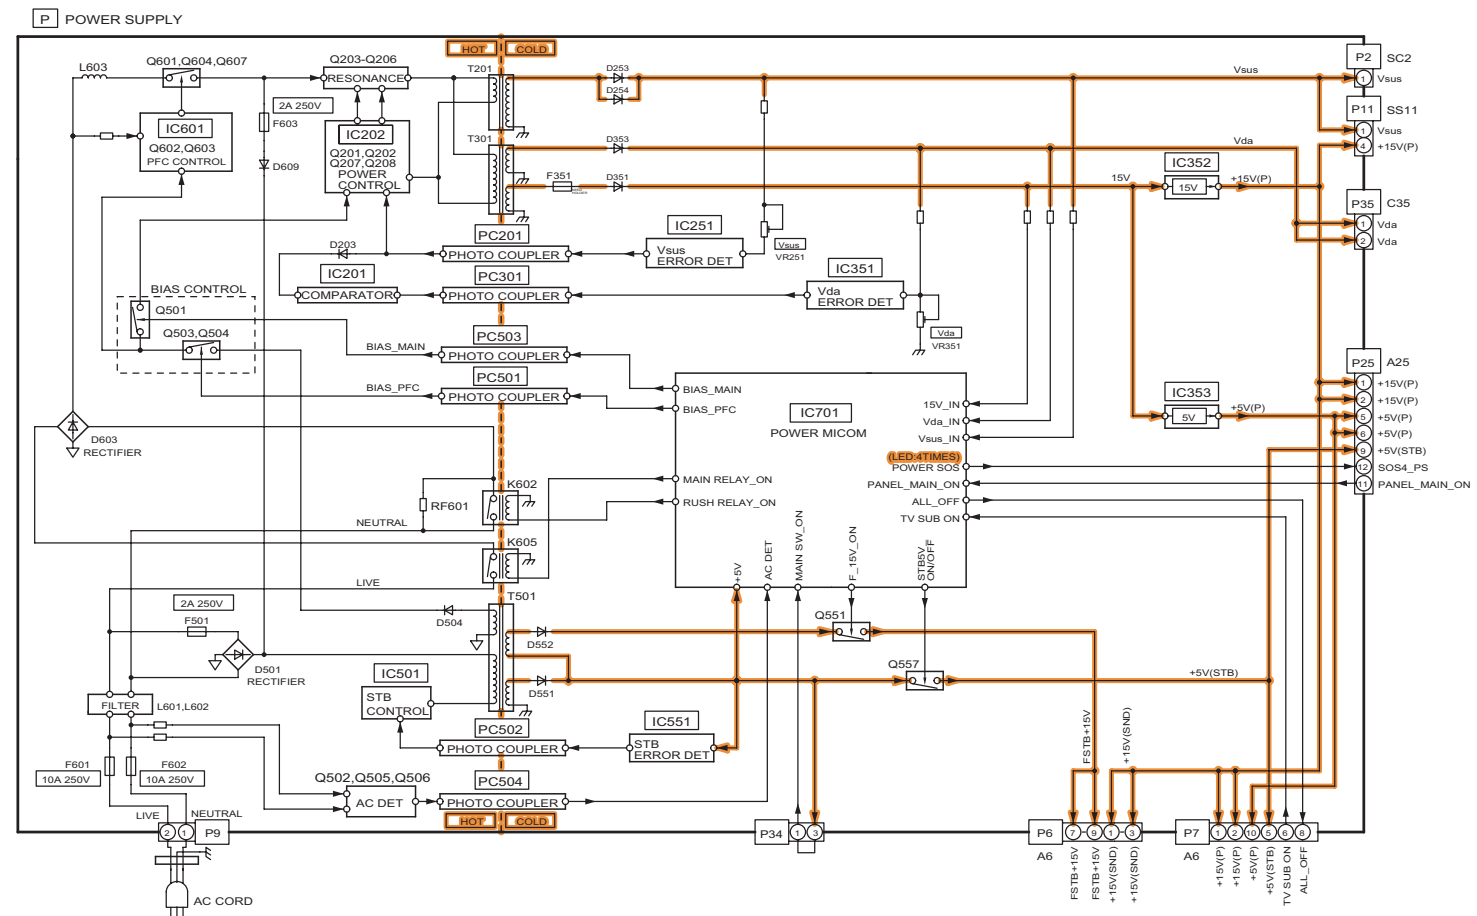 P POWER SUPPLY
HOT COLD
L603
Q601,Q604,Q607
Q203-Q206
RESONANCE
T201
D253
D254
Vsus
P2 SC2
1 Vsus
2A 250V
F603
IC601
Q602,Q603
PFC CONTROL
D609
IC202
Q201,Q202
Q207,Q208
POWER
CONTROL
T301
D353
Vda
P11 SS11
1 Vsus
4 +15V(P)
F351
D351
15V
IC352
15V
+15V(P)
P35 C35
1 Vda
2 Vda
PC201
PHOTO COUPLER
IC251
Vsus
ERROR DET
Vsus
VR251
D203
IC201
COMPARATOR
PC301
PHOTO COUPLER
IC351
Vda
ERROR DET
Vda
VR351
BIAS CONTROL
Q501
Q503,Q504
BIAS_MAIN
PC503
PHOTO COUPLER
BIAS_PFC
PC501
PHOTO COUPLER
IC701
POWER MICOM
BIAS_MAIN
BIAS_PFC
MAIN RELAY_ON
RUSH RELAY_ON
15V_IN
Vda_IN
Vsus_IN
(LED:4TIMES)
POWER SOS
PANEL_MAIN_ON
ALL_OFF
TV SUB ON
+5V
AC DET
MAIN SW_ON
F_15V_ON
STB5V
ON/OFF
IC353
5V
+5V(P)
P25 A25
1 +15V(P)
2 +15V(P)
5 +5V(P)
6 +5V(P)
9 +5V(STB)
12 SOS4_PS
11 PANEL_MAIN_ON
D603
RECTIFIER
RF601
NEUTRAL
K602
K605
LIVE
T501
2A 250V
F501
D504
D501
RECTIFIER
D552
D551
Q551
Q557
+5V(STB)
FILTER
L601,L602
IC501
STB
CONTROL
PC502
PHOTO COUPLER
IC551
STB
ERROR DET
F601
10A 250V
F602
10A 250V
Q502,Q505,Q506
AC DET
PC504
PHOTO COUPLER
FSTB+15V
+15V(SND)
HOT COLD
LIVE
NEUTRAL
2 1 P9
AC CORD
P34 1 3
P6 7 9 1 3
A6
FSTB+15V
FSTB+15V
+15V(SND)
+15V(SND)
P7 1 2 10 5 6 8
A6
+15V(P)
+15V(P)
+5V(P)
+5V(STB)
TV SUB ON
ALL_OFF